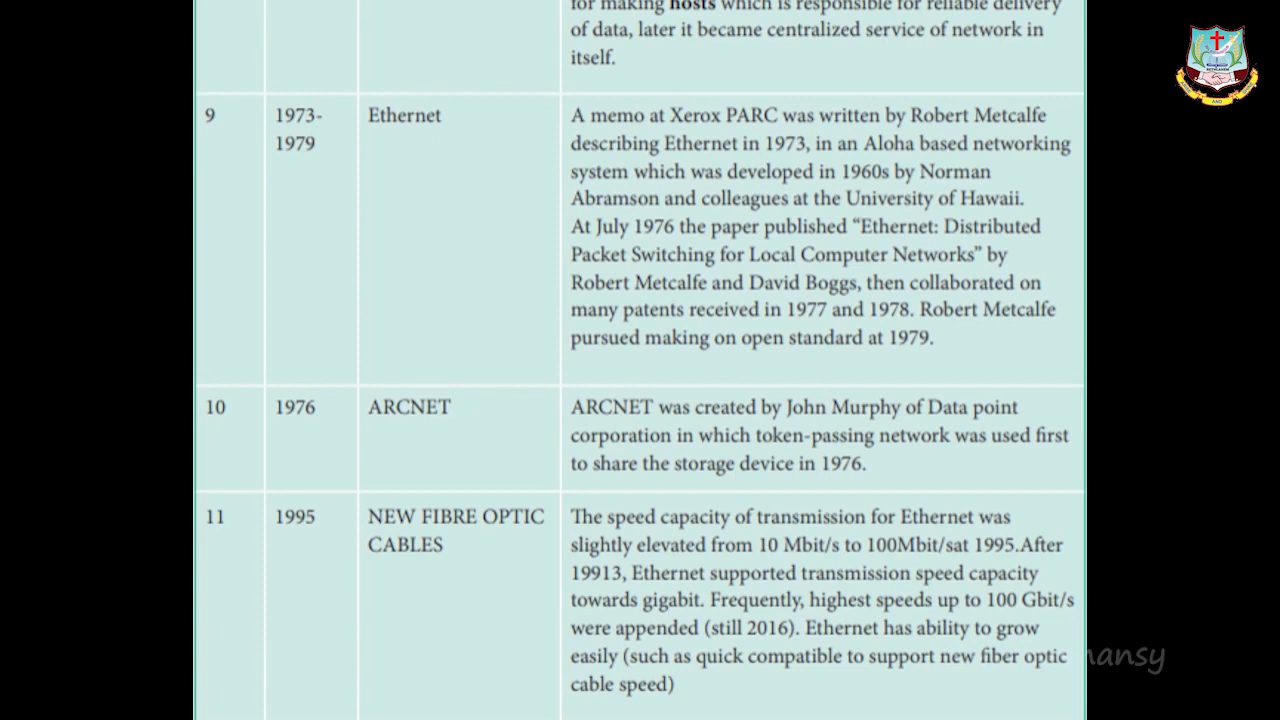 for making hosts which is responsible for reliable delivery
of data, later it became centralized service of network in
itself.
9
1973-
1979
Ethernet
A memo at Xerox PARC was written by Robert Metcalfe
describing Ethernet in 1973, in an Aloha based networking
system which was developed in 1960s by Norman
Abramson and colleagues at the University of Hawaii.
At July 1976 the paper published “Ethernet: Distributed
Packet Switching for Local Computer Networks” by
Robert Metcalfe and David Boggs, then collaborated on
many patents received in 1977 and 1978. Robert Metcalfe
pursued making on open standard at 1979.
10
1976
ARCNET
ARCNET was created by John Murphy of Data point
corporation in which token-passing network was used first
to share the storage device in 1976.
11
1995
NEW FIBRE OPTIC
CABLES
The speed capacity of transmission for Ethernet was
slightly elevated from 10 Mbit/s to 100Mbit/sat 1995.After
19913, Ethernet supported transmission speed capacity
towards gigabit. Frequently, highest speeds up to 100 Gbit/s
were appended (still 2016). Ethernet has ability to grow
easily (such as quick compatible to support new fiber optic
cable speed)